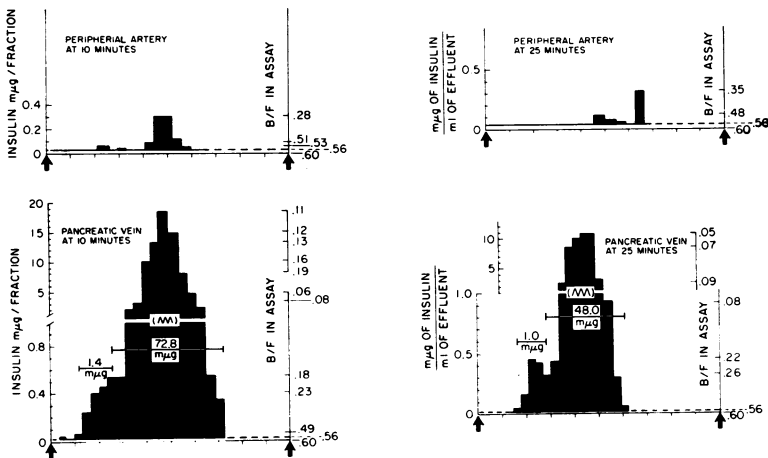 PERIPHERIAL ARTERY
AT 10 MINUTES
INSULIN mµg/FRACTION
0.4
0.2
0
B/F IN ASSAY
.28
.51
.53
.56
.60
PERIPHERAL ARTERY
AT 25 MINUTES
mµg OF INSULIN
ml OF EFFLUENT
0.5
0
B/F IN ASSAY
.35
.48
.56
.60
PANCREATIC VEIN
AT 10 MINUTES
INSULIN mµg/FRACTION
20
15
10
5
0.8
0.4
0
1.4
mµg
(ΛΛΛ)
72.8
mµg
B/F IN ASSAY
.11
.12
.13
.16
.19
.06
.08
.18
.23
.49
.56
.60
PANCREATIC VEIN
AT 25 MINUTES
mµg OF INSULIN
ml OF EFFLUENT
10
5
1.0
0.5
0
1.0
mµg
(ΛΛΛ)
48.0
mµg
B/F IN ASSAY
.05
.07
.09
.08
.22
.26
.56
.60